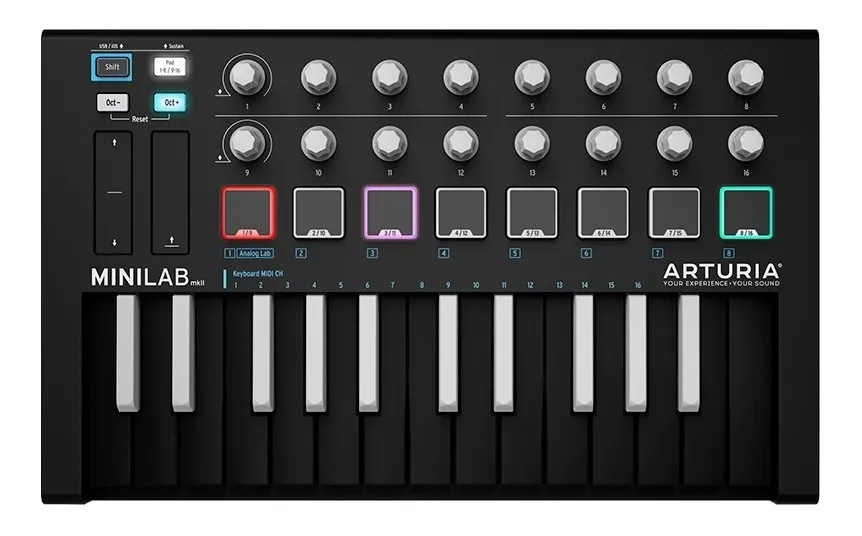 USB / iOS
Sustain
Shift
Pad
1-8 / 9-16
Oct-
Oct+
Reset
1 2 3 4 5 6 7 8
9 10 11 12 13 14 15 16
1/9 2/10 3/11 4/12 5/13 6/14 7/15 8/16
1 Analog Lab 2 3 4 5 6 7 8
MINILAB mkII
Keyboard MIDI CH
1 2 3 4 5 6 7 8 9 10 11 12 13 14 15 16
ARTURIA®
YOUR EXPERIENCE • YOUR SOUND